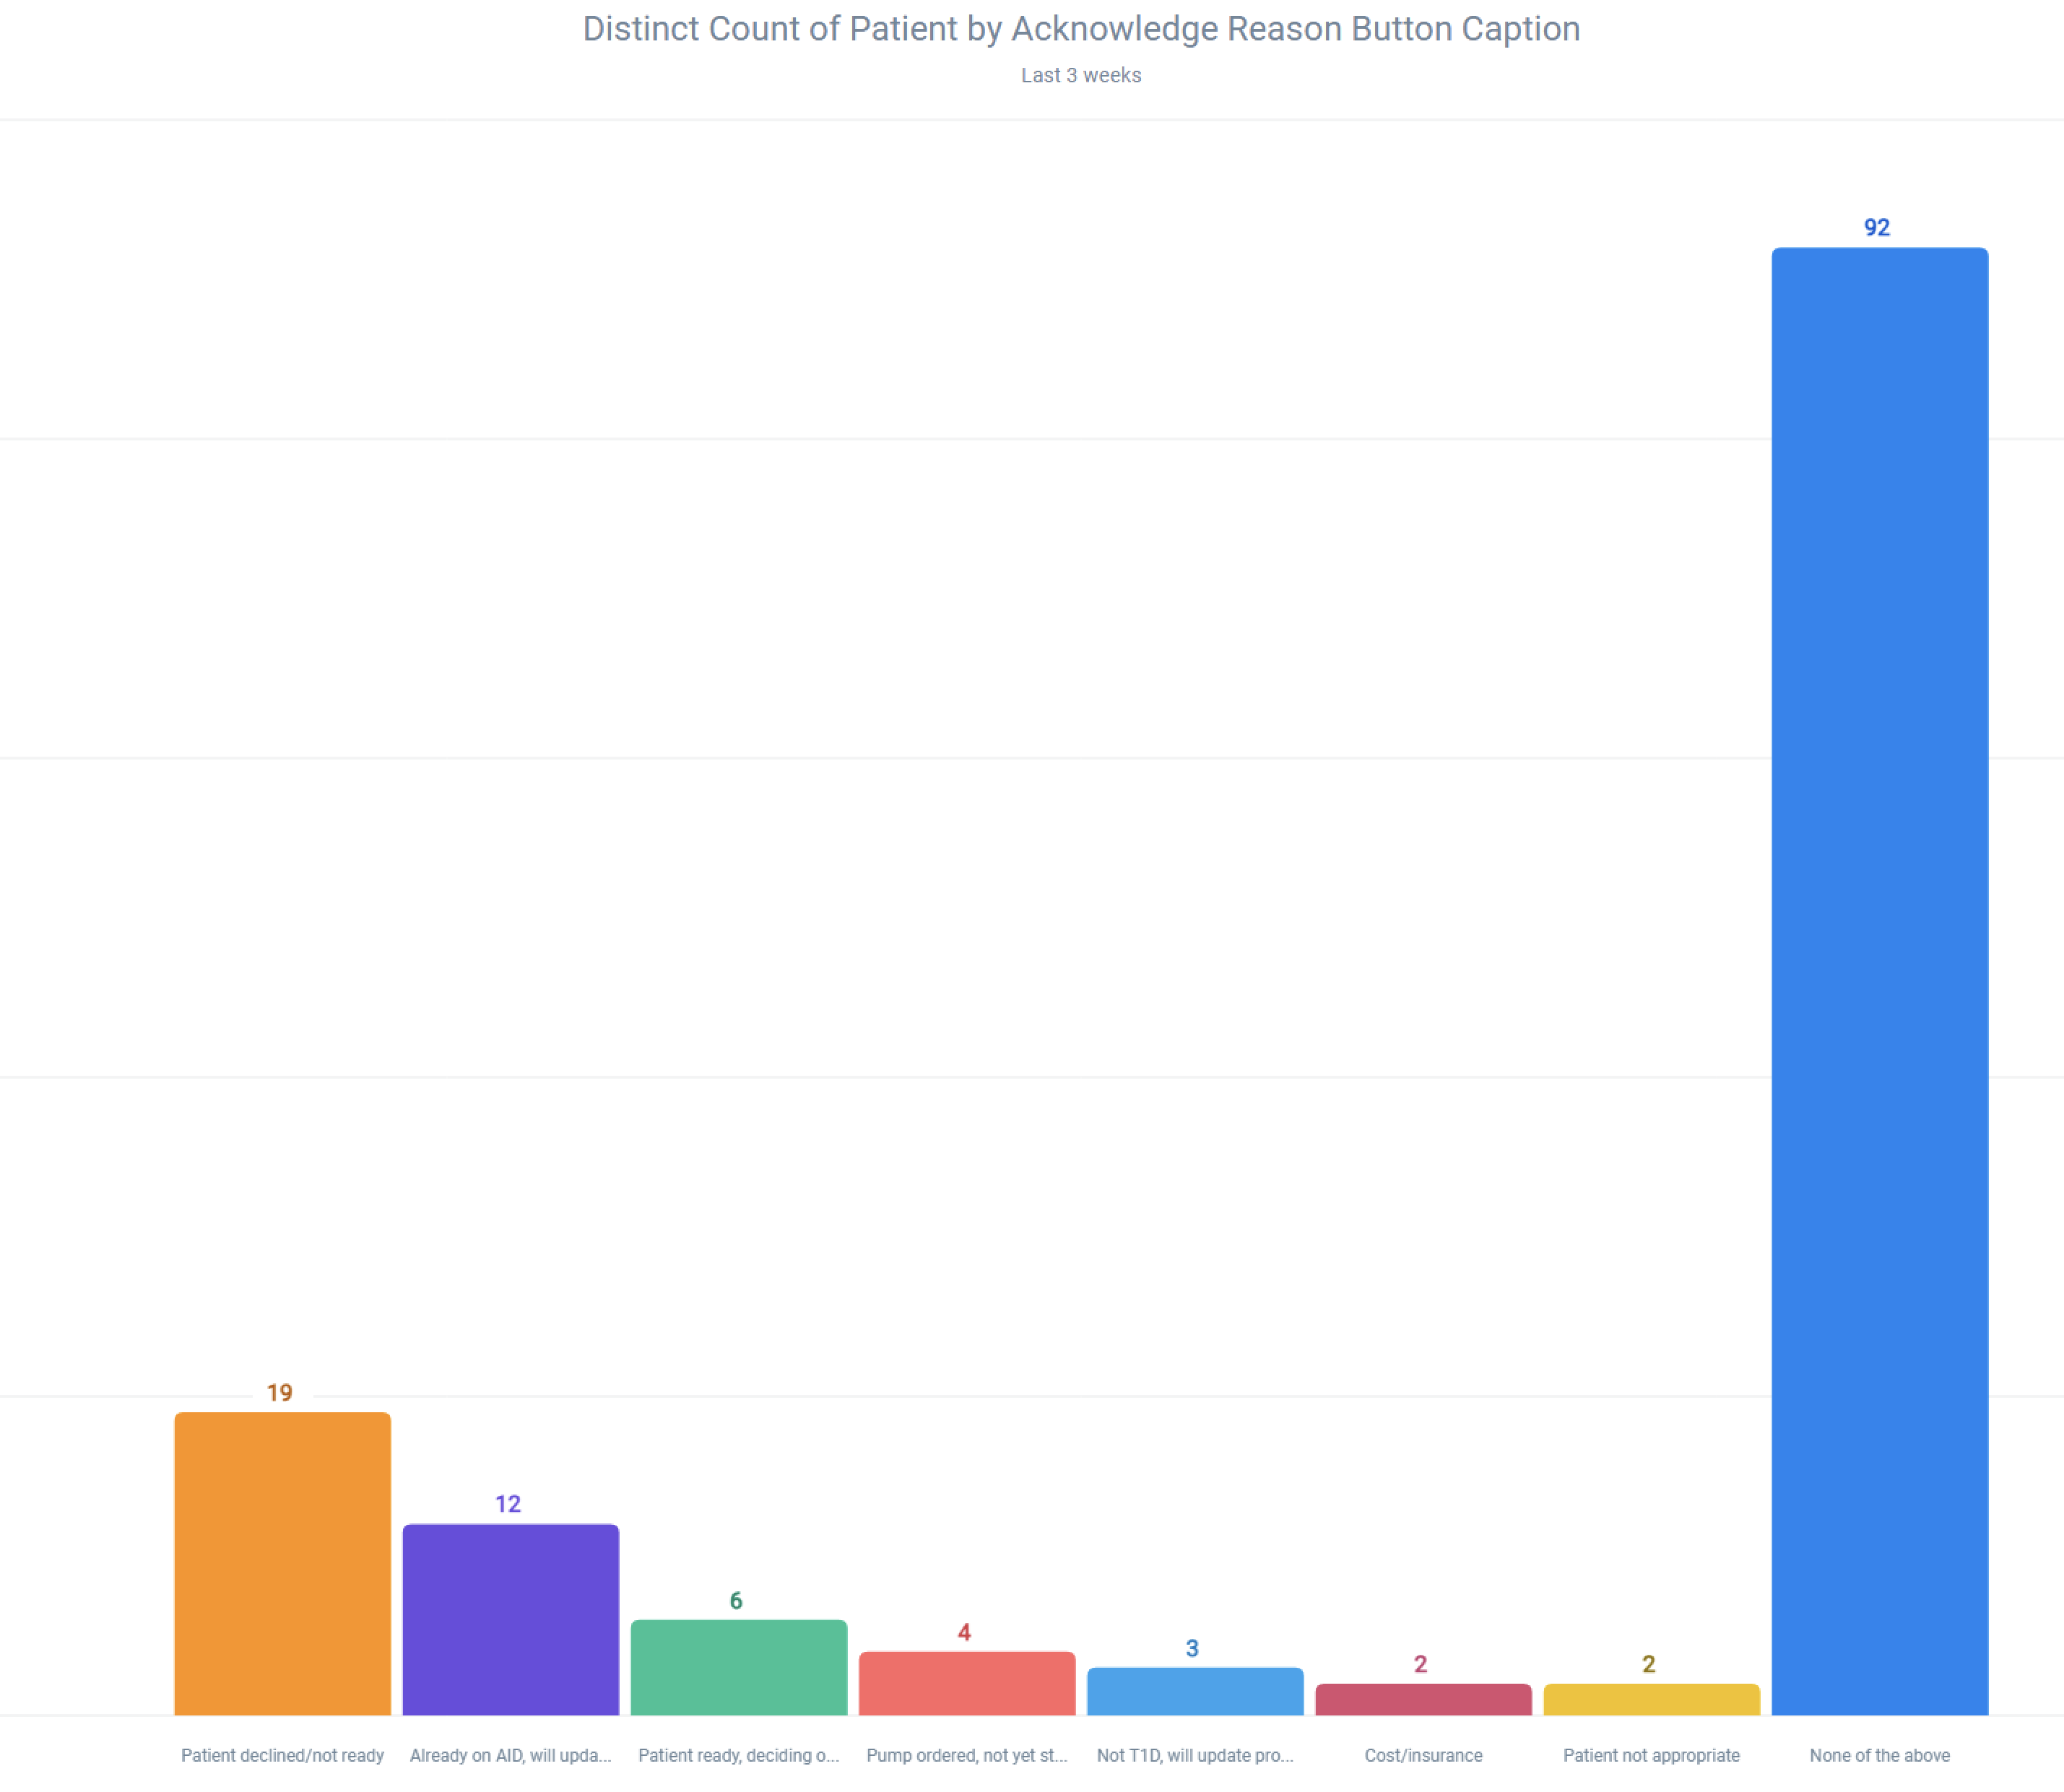 Distinct Count of Patient by Acknowledge Reason Button Caption
Last 3 weeks
92
19
12
6
4
3
2
2
Patient declined/not ready
Already on AID, will upda...
Patient ready, deciding o...
Pump ordered, not yet st...
Not T1D, will update pro...
Cost/insurance
Patient not appropriate
None of the above